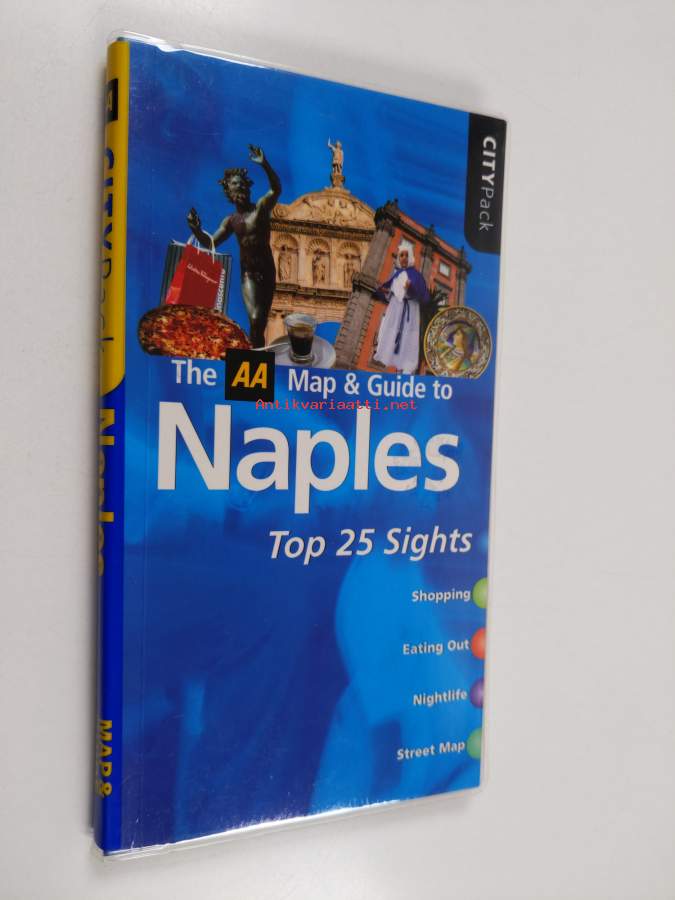 CITYPack
The AA Map & Guide to
Antikvariaatti.net
Naples
Top 25 Sights
Shopping
Eating Out
Nightlife
Street Map
CITYPack Naples MAP &